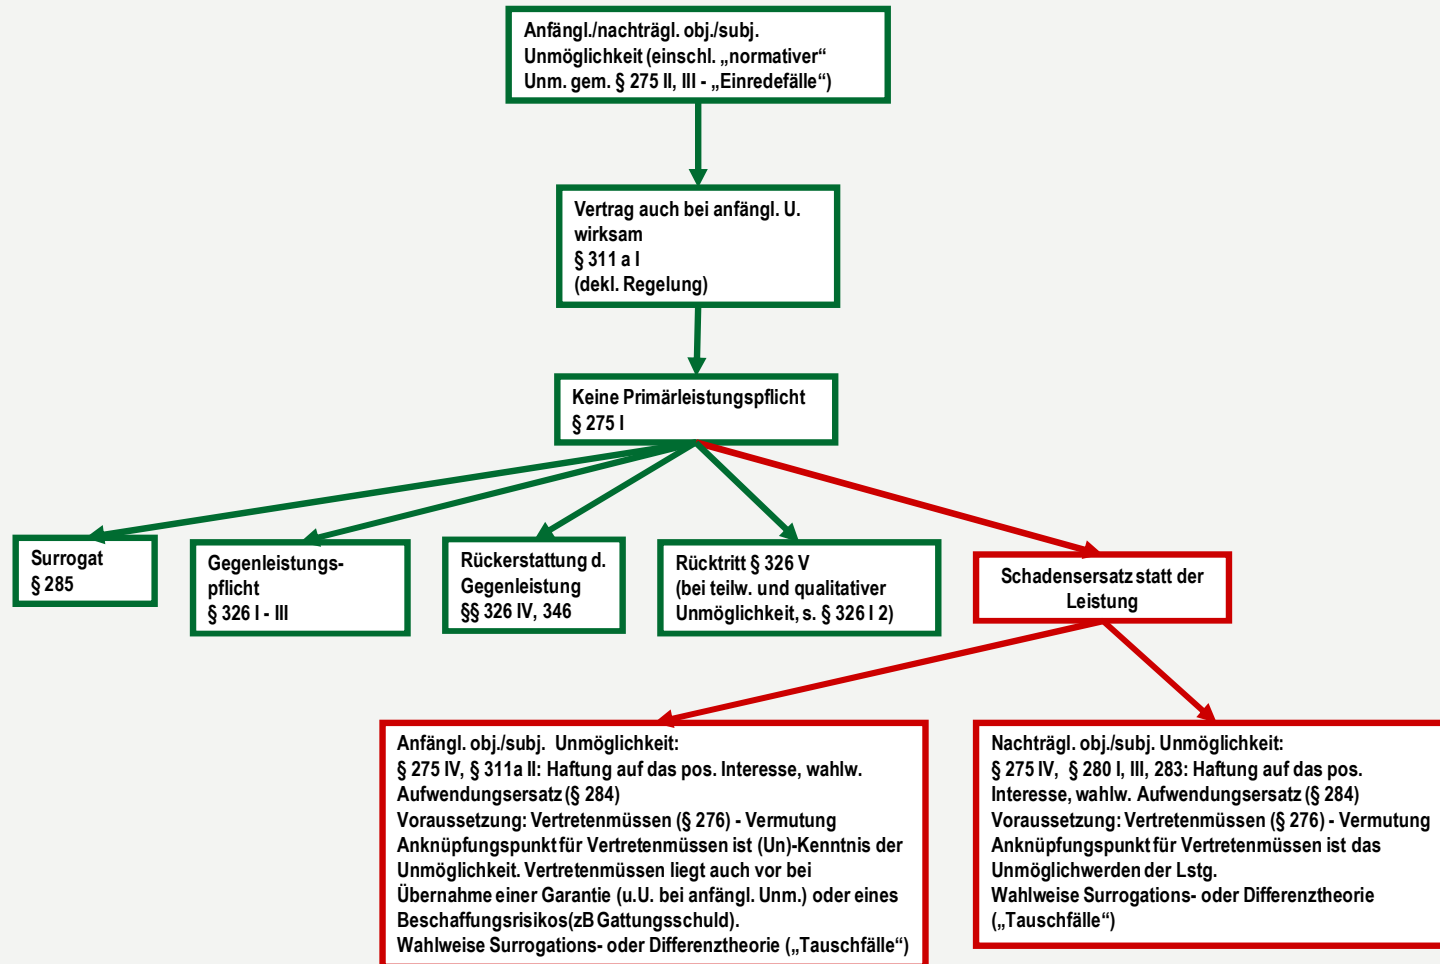 Anfängl./nachträgl. obj./subj.
Unmöglichkeit (einschl. „normativer“
Unm. gem. § 275 II, III - „Einredefälle“)
Vertrag auch bei anfängl. U.
wirksam
§ 311 a I
(dekl. Regelung)
Keine Primärleistungspflicht
§ 275 I
Surrogat
§ 285
Gegenleistungs-
pflicht
§ 326 I - III
Rückerstattung d.
Gegenleistung
§§ 326 IV, 346
Rücktritt § 326 V
(bei teilw. und qualitativer
Unmöglichkeit, s. § 326 I 2)
Schadensersatz statt der
Leistung
Anfängl. obj./subj. Unmöglichkeit:
§ 275 IV, § 311a II: Haftung auf das pos. Interesse, wahlw.
Aufwendungsersatz (§ 284)
Voraussetzung: Vertretenmüssen (§ 276) - Vermutung
Anknüpfungspunkt für Vertretenmüssen ist (Un)-Kenntnis der
Unmöglichkeit. Vertretenmüssen liegt auch vor bei
Übernahme einer Garantie (u.U. bei anfängl. Unm.) oder eines
Beschaffungsrisikos(zB Gattungsschuld).
Wahlweise Surrogations- oder Differenztheorie („Tauschfälle“)
Nachträgl. obj./subj. Unmöglichkeit:
§ 275 IV, § 280 I, III, 283: Haftung auf das pos.
Interesse, wahlw. Aufwendungsersatz (§ 284)
Voraussetzung: Vertretenmüssen (§ 276) - Vermutung
Anknüpfungspunkt für Vertretenmüssen ist das
Unmöglichwerden der Lstg.
Wahlweise Surrogations- oder Differenztheorie
(„Tauschfälle“)